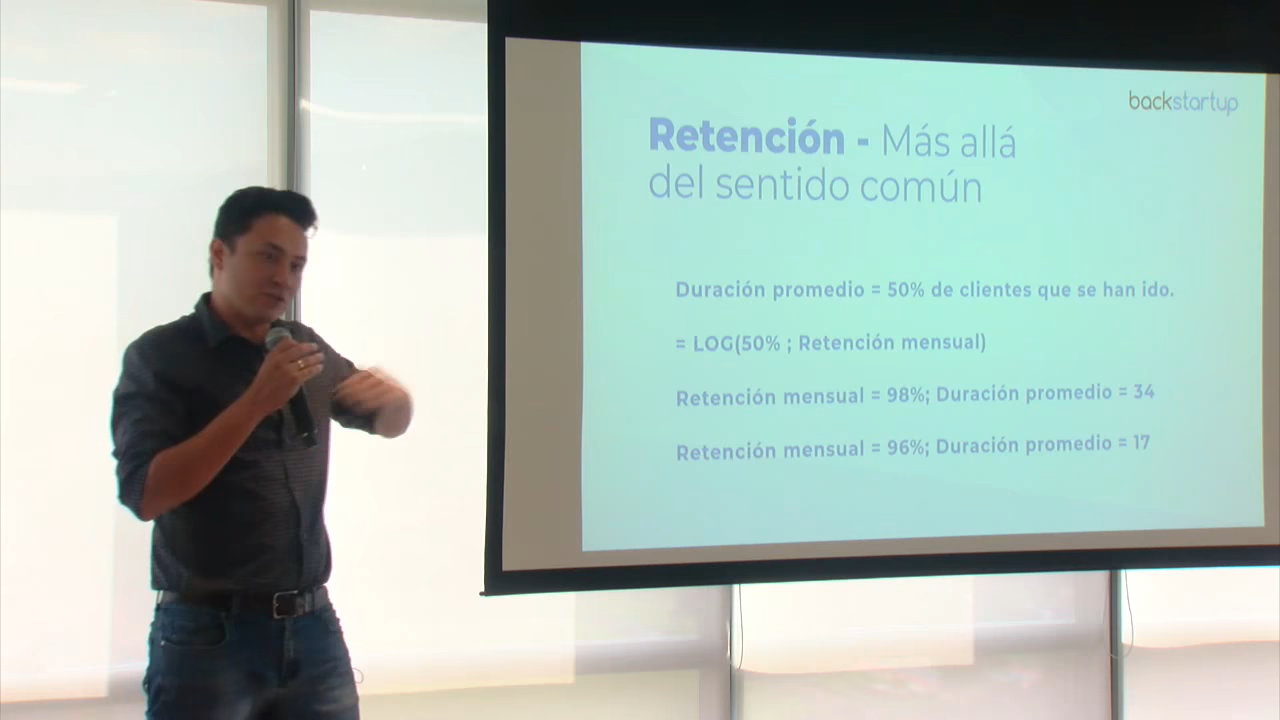 backstartup
Retención - Más allá
del sentido común
Duración promedio = 50% de clientes que se han ido.
= LOG(50% ; Retención mensual)
Retención mensual = 98%; Duración promedio = 34
Retención mensual = 96%; Duración promedio = 17